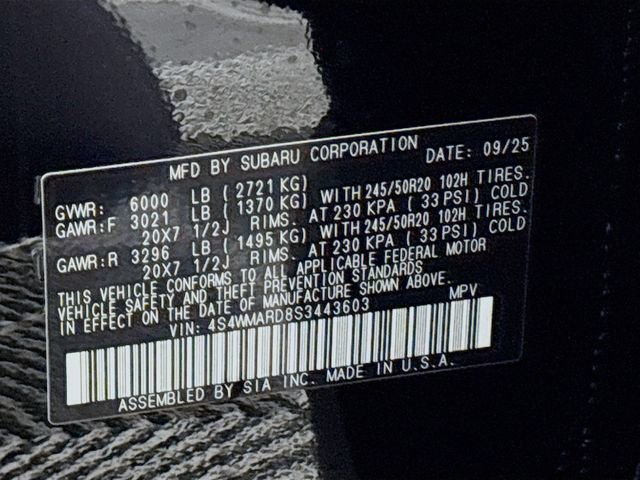 MFD BY SUBARU CORPORATION DATE: 09/25
GVWR: 6000 LB (2721 KG)
GAWR:F 3021 LB (1370 KG) WITH 245/50R20 102H TIRES.
20X7 1/2J RIMS. AT 230 KPA (33 PSI) COLD
GAWR:R 3296 LB (1495 KG) WITH 245/50R20 102H TIRES.
20X7 1/2J RIMS. AT 230 KPA (33 PSI) COLD
THIS VEHICLE CONFORMS TO ALL APPLICABLE FEDERAL MOTOR
VEHICLE SAFETY AND THEFT PREVENTION STANDARDS
IN EFFECT ON THE DATE OF MANUFACTURE SHOWN ABOVE.
VIN: 4S4WMARD8S3443603 MPV
ASSEMBLED BY SIA INC. MADE IN U.S.A.